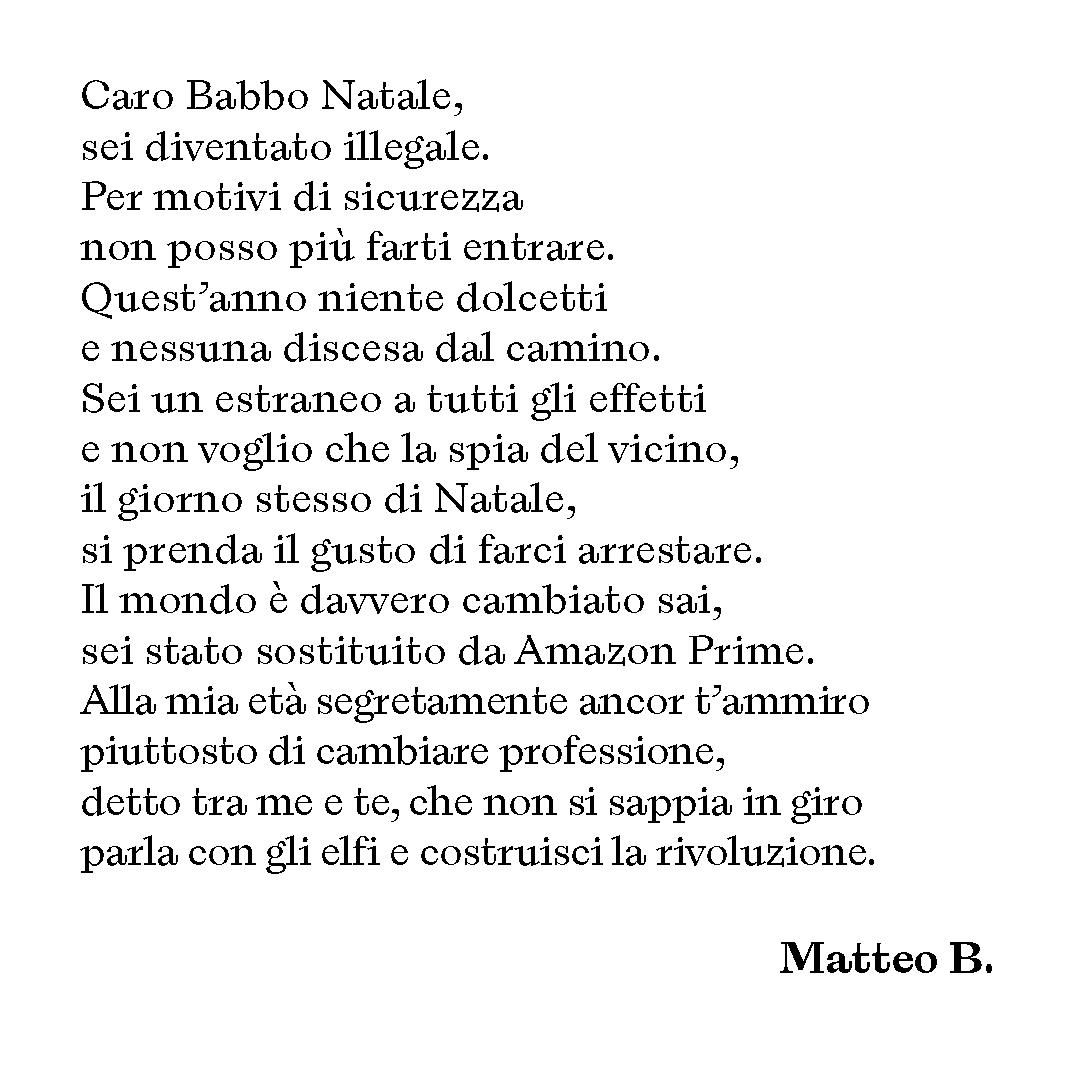 Caro Babbo Natale,
sei diventato illegale.
Per motivi di sicurezza
non posso più farti entrare.
Quest’anno niente dolcetti
e nessuna discesa dal camino.
Sei un estraneo a tutti gli effetti
e non voglio che la spia del vicino,
il giorno stesso di Natale,
si prenda il gusto di farci arrestare.
Il mondo è davvero cambiato sai,
sei stato sostituito da Amazon Prime.
Alla mia età segretamente ancor t’ammiro
piuttosto di cambiare professione,
detto tra me e te, che non si sappia in giro
parla con gli elfi e costruisci la rivoluzione.
Matteo B.